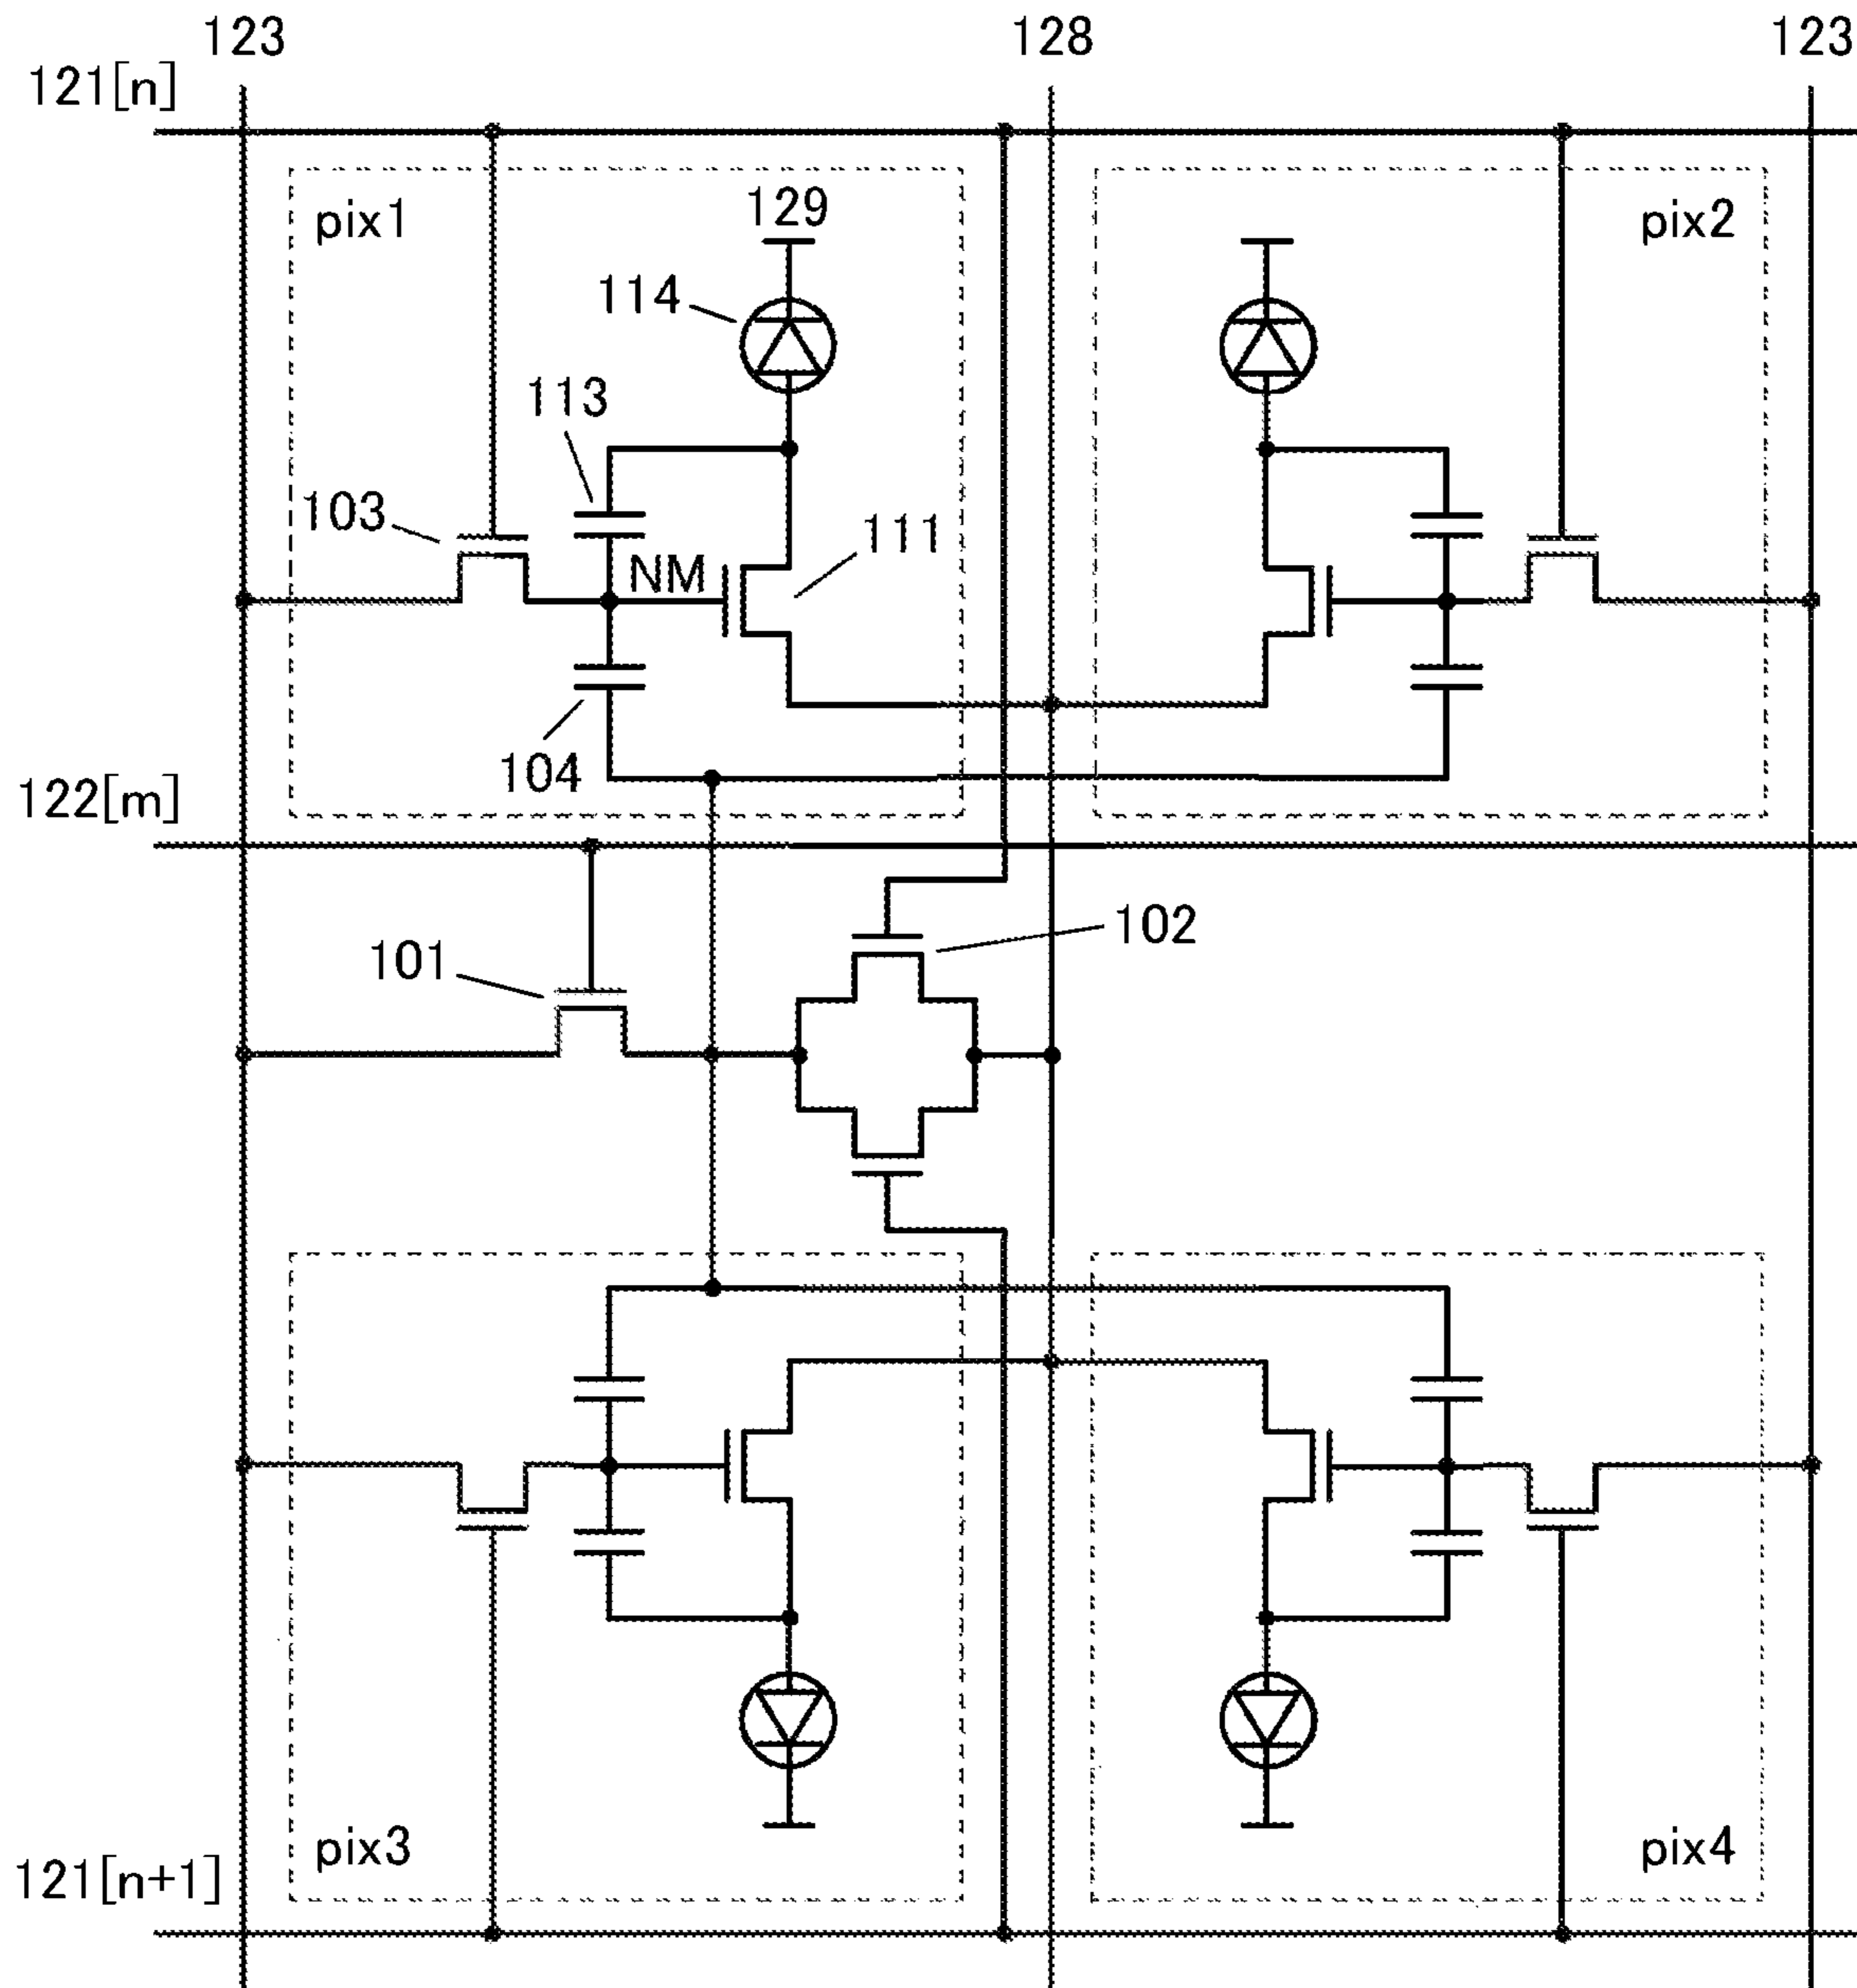 123 128 123
121[n]
pix1 129 pix2
114
113
103
NM 111
104
122[m]
102
101
pix3 pix4
121[n+1]